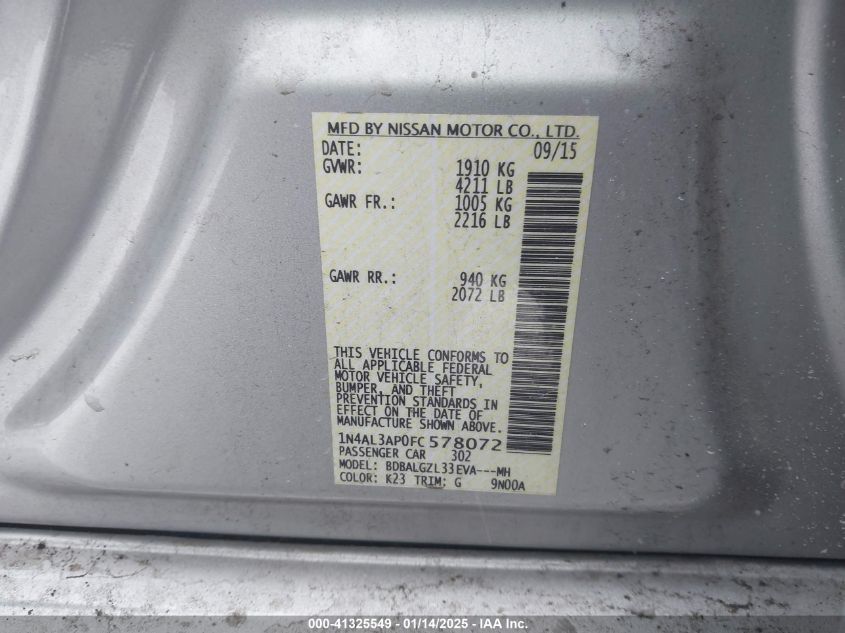 MFD BY NISSAN MOTOR CO., LTD.
DATE: 09/15
GVWR: 1910 KG
4211 LB
GAWR FR.: 1005 KG
2216 LB
GAWR RR.: 940 KG
2072 LB
THIS VEHICLE CONFORMS TO
ALL APPLICABLE FEDERAL
MOTOR VEHICLE SAFETY,
BUMPER, AND THEFT
PREVENTION STANDARDS IN
EFFECT ON THE DATE OF
MANUFACTURE SHOWN ABOVE.
1N4AL3AP0FC578072
PASSENGER CAR 302
MODEL: BDBALGZL33EVA---MH
COLOR: K23 TRIM: G 9N00A
000-41325549 — 01/14/2025 — IAA Inc.